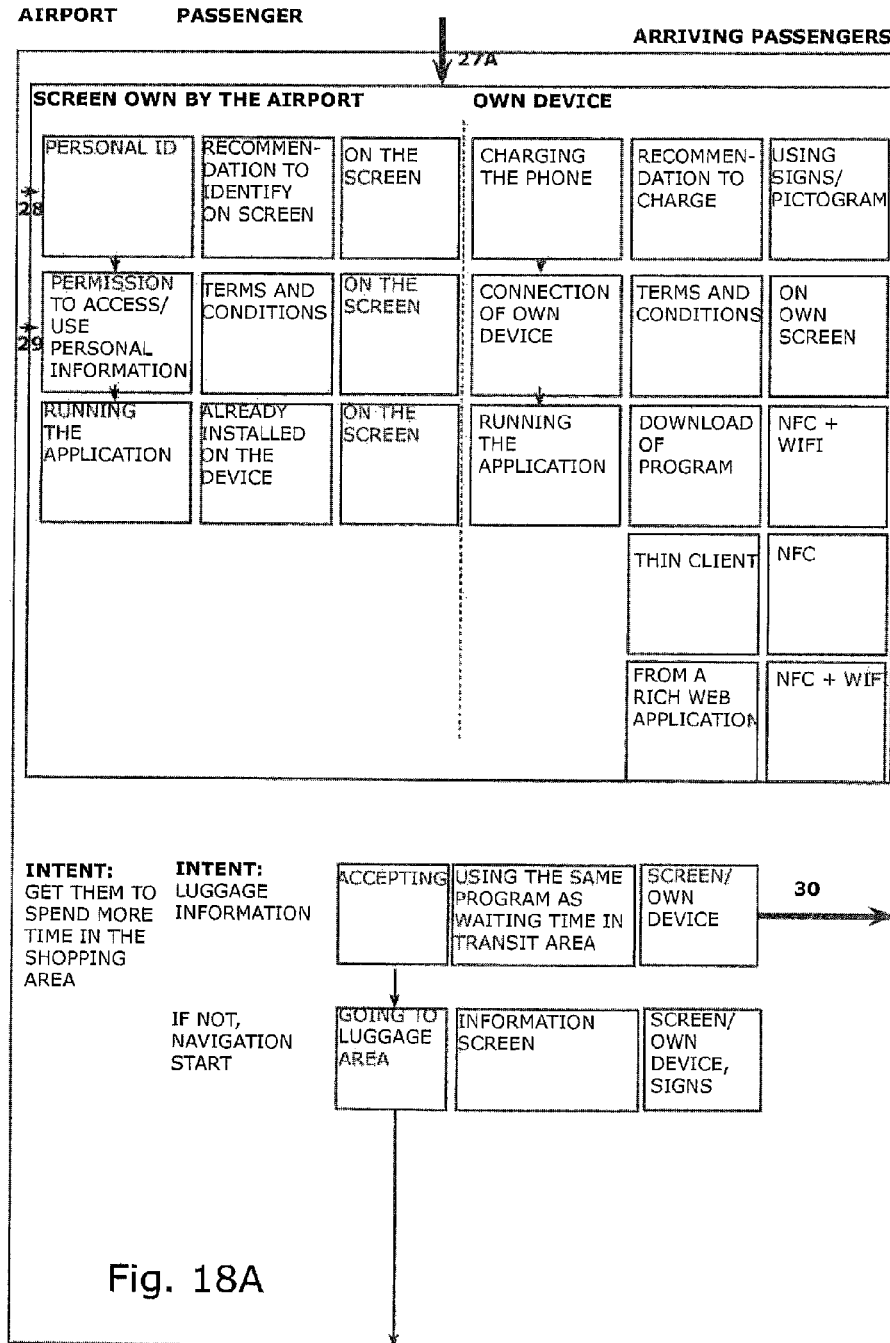 AIRPORT PASSENGER
ARRIVING PASSENGERS
27A
SCREEN OWN BY THE AIRPORT
OWN DEVICE
PERSONAL ID
RECOMMEN-
DATION TO
IDENTIFY
ON SCREEN
ON THE
SCREEN
CHARGING
THE PHONE
RECOMMEN-
DATION TO
CHARGE
USING
SIGNS/
PICTOGRAM
28
PERMISSION
TO ACCESS/
USE
PERSONAL
INFORMATION
TERMS AND
CONDITIONS
ON THE
SCREEN
CONNECTION
OF OWN
DEVICE
TERMS AND
CONDITIONS
ON
OWN
SCREEN
29
RUNNING
THE
APPLICATION
ALREADY
INSTALLED
ON THE
DEVICE
ON THE
SCREEN
RUNNING
THE
APPLICATION
DOWNLOAD
OF
PROGRAM
NFC +
WIFI
THIN CLIENT
NFC
FROM A
RICH WEB
APPLICATION
NFC + WIF
INTENT:
GET THEM TO
SPEND MORE
TIME IN THE
SHOPPING
AREA
INTENT:
LUGGAGE
INFORMATION
ACCEPTING
USING THE SAME
PROGRAM AS
WAITING TIME IN
TRANSIT AREA
SCREEN/
OWN
DEVICE
30
IF NOT,
NAVIGATION
START
GOING TO
LUGGAGE
AREA
INFORMATION
SCREEN
SCREEN/
OWN
DEVICE,
SIGNS
Fig. 18A